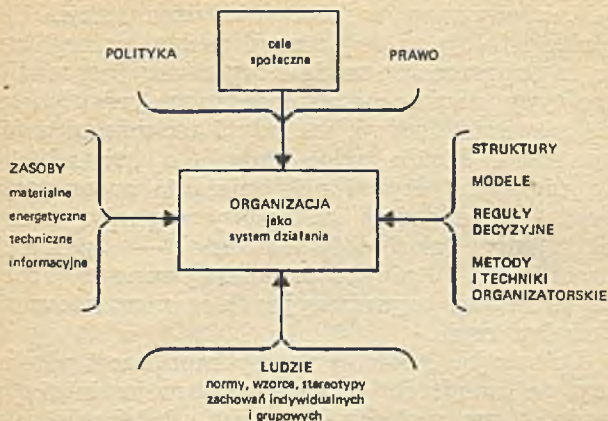 POLITYKA
cele
społeczne
PRAWO
ZASOBY
materialne
energetyczne
techniczne
informacyjne
ORGANIZACJA
jako
system działania
STRUKTURY
MODELE
REGUŁY
DECYZYJNE
METODY
I TECHNIKI
ORGANIZATORSKIE
LUDZIE
normy, wzorce, stereotypy
zachowań indywidualnych
i grupowych